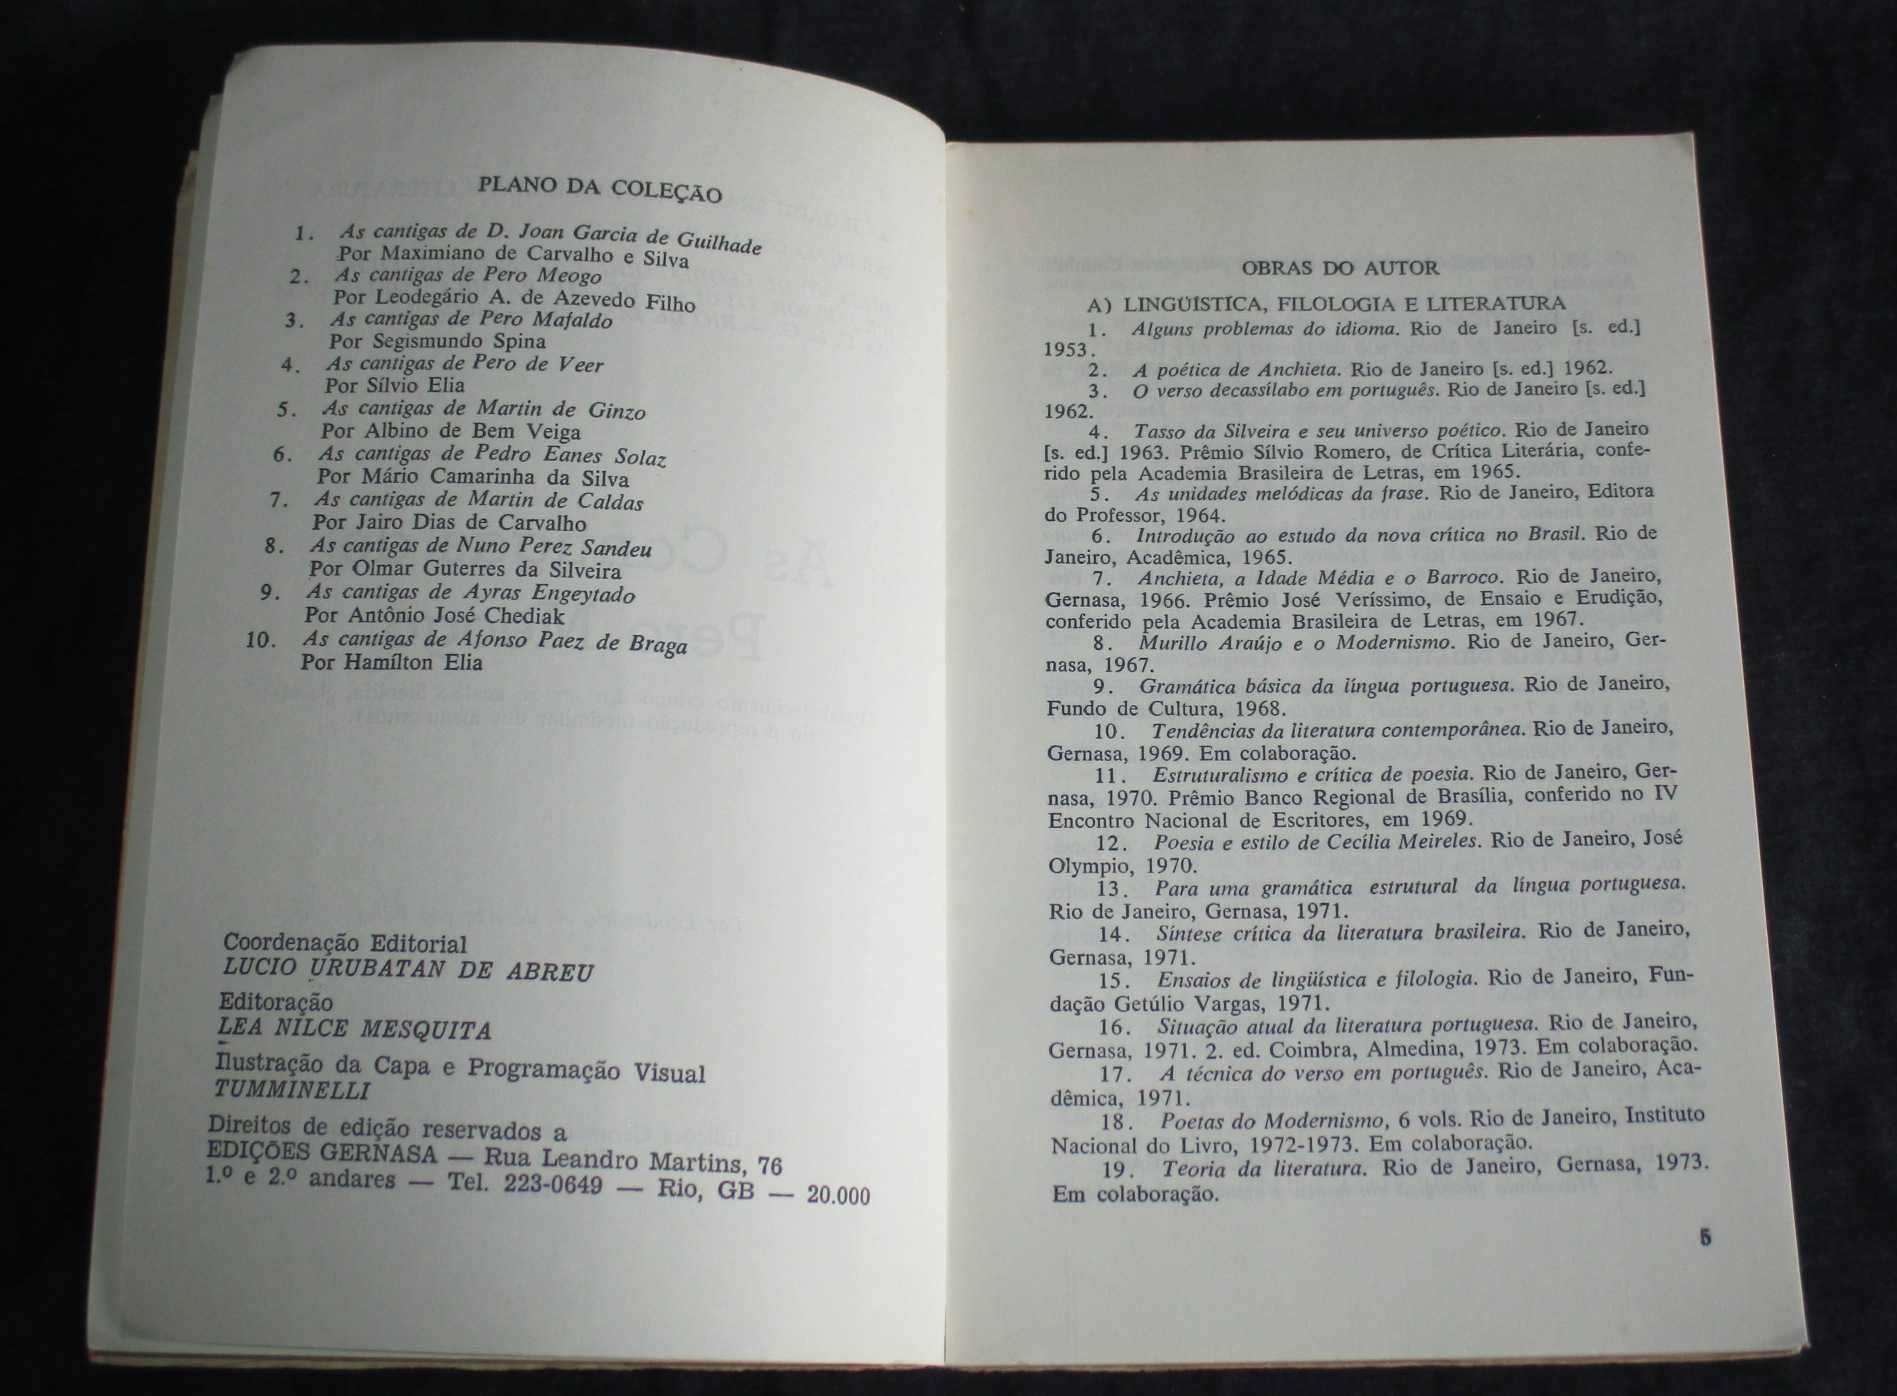 PLANO DA COLEÇÃO
1. As cantigas de D. Joan Garcia de Guilhade
Por Maximiano de Carvalho e Silva
2. As cantigas de Pero Meogo
Por Leodegário A. de Azevedo Filho
3. As cantigas de Pero Mafaldo
Por Segismundo Spina
4. As cantigas de Pero de Veer
Por Sílvio Elia
5. As cantigas de Martin de Ginzo
Por Albino de Bem Veiga
6. As cantigas de Pedro Eanes Solaz
Por Mário Camarinha da Silva
7. As cantigas de Martin de Caldas
Por Jairo Dias de Carvalho
8. As cantigas de Nuno Perez Sandeu
Por Olmar Guterres da Silveira
9. As cantigas de Ayras Engeytado
Por Antônio José Chediak
10. As cantigas de Afonso Paez de Braga
Por Hamílton Elia
Coordenação Editorial
LUCIO URUBATAN DE ABREU
Editoração
LEA NILCE MESQUITA
Ilustração da Capa e Programação Visual
TUMMINELLI
Direitos de edição reservados a
EDIÇÕES GERNASA — Rua Leandro Martins, 76
1.º e 2.º andares — Tel. 223-0649 — Rio, GB — 20.000
OBRAS DO AUTOR
A) LINGÜÍSTICA, FILOLOGIA E LITERATURA
1. Alguns problemas do idioma. Rio de Janeiro [s. ed.]
1953.
2. A poética de Anchieta. Rio de Janeiro [s. ed.] 1962.
3. O verso decassílabo em português. Rio de Janeiro [s. ed.]
1962.
4. Tasso da Silveira e seu universo poético. Rio de Janeiro
[s. ed.] 1963. Prêmio Sílvio Romero, de Crítica Literária, confe-
rido pela Academia Brasileira de Letras, em 1965.
5. As unidades melódicas da frase. Rio de Janeiro, Editora
do Professor, 1964.
6. Introdução ao estudo da nova crítica no Brasil. Rio de
Janeiro, Acadêmica, 1965.
7. Anchieta, a Idade Média e o Barroco. Rio de Janeiro,
Gernasa, 1966. Prêmio José Veríssimo, de Ensaio e Erudição,
conferido pela Academia Brasileira de Letras, em 1967.
8. Murillo Araújo e o Modernismo. Rio de Janeiro, Ger-
nasa, 1967.
9. Gramática básica da língua portuguesa. Rio de Janeiro,
Fundo de Cultura, 1968.
10. Tendências da literatura contemporânea. Rio de Janeiro,
Gernasa, 1969. Em colaboração.
11. Estruturalismo e crítica de poesia. Rio de Janeiro, Ger-
nasa, 1970. Prêmio Banco Regional de Brasília, conferido no IV
Encontro Nacional de Escritores, em 1969.
12. Poesia e estilo de Cecília Meireles. Rio de Janeiro, José
Olympio, 1970.
13. Para uma gramática estrutural da língua portuguesa.
Rio de Janeiro, Gernasa, 1971.
14. Síntese crítica da literatura brasileira. Rio de Janeiro,
Gernasa, 1971.
15. Ensaios de lingüística e filologia. Rio de Janeiro, Fun-
dação Getúlio Vargas, 1971.
16. Situação atual da literatura portuguesa. Rio de Janeiro,
Gernasa, 1971. 2. ed. Coimbra, Almedina, 1973. Em colaboração.
17. A técnica do verso em português. Rio de Janeiro, Aca-
dêmica, 1971.
18. Poetas do Modernismo, 6 vols. Rio de Janeiro, Instituto
Nacional do Livro, 1972-1973. Em colaboração.
19. Teoria da literatura. Rio de Janeiro, Gernasa, 1973.
Em colaboração.
5